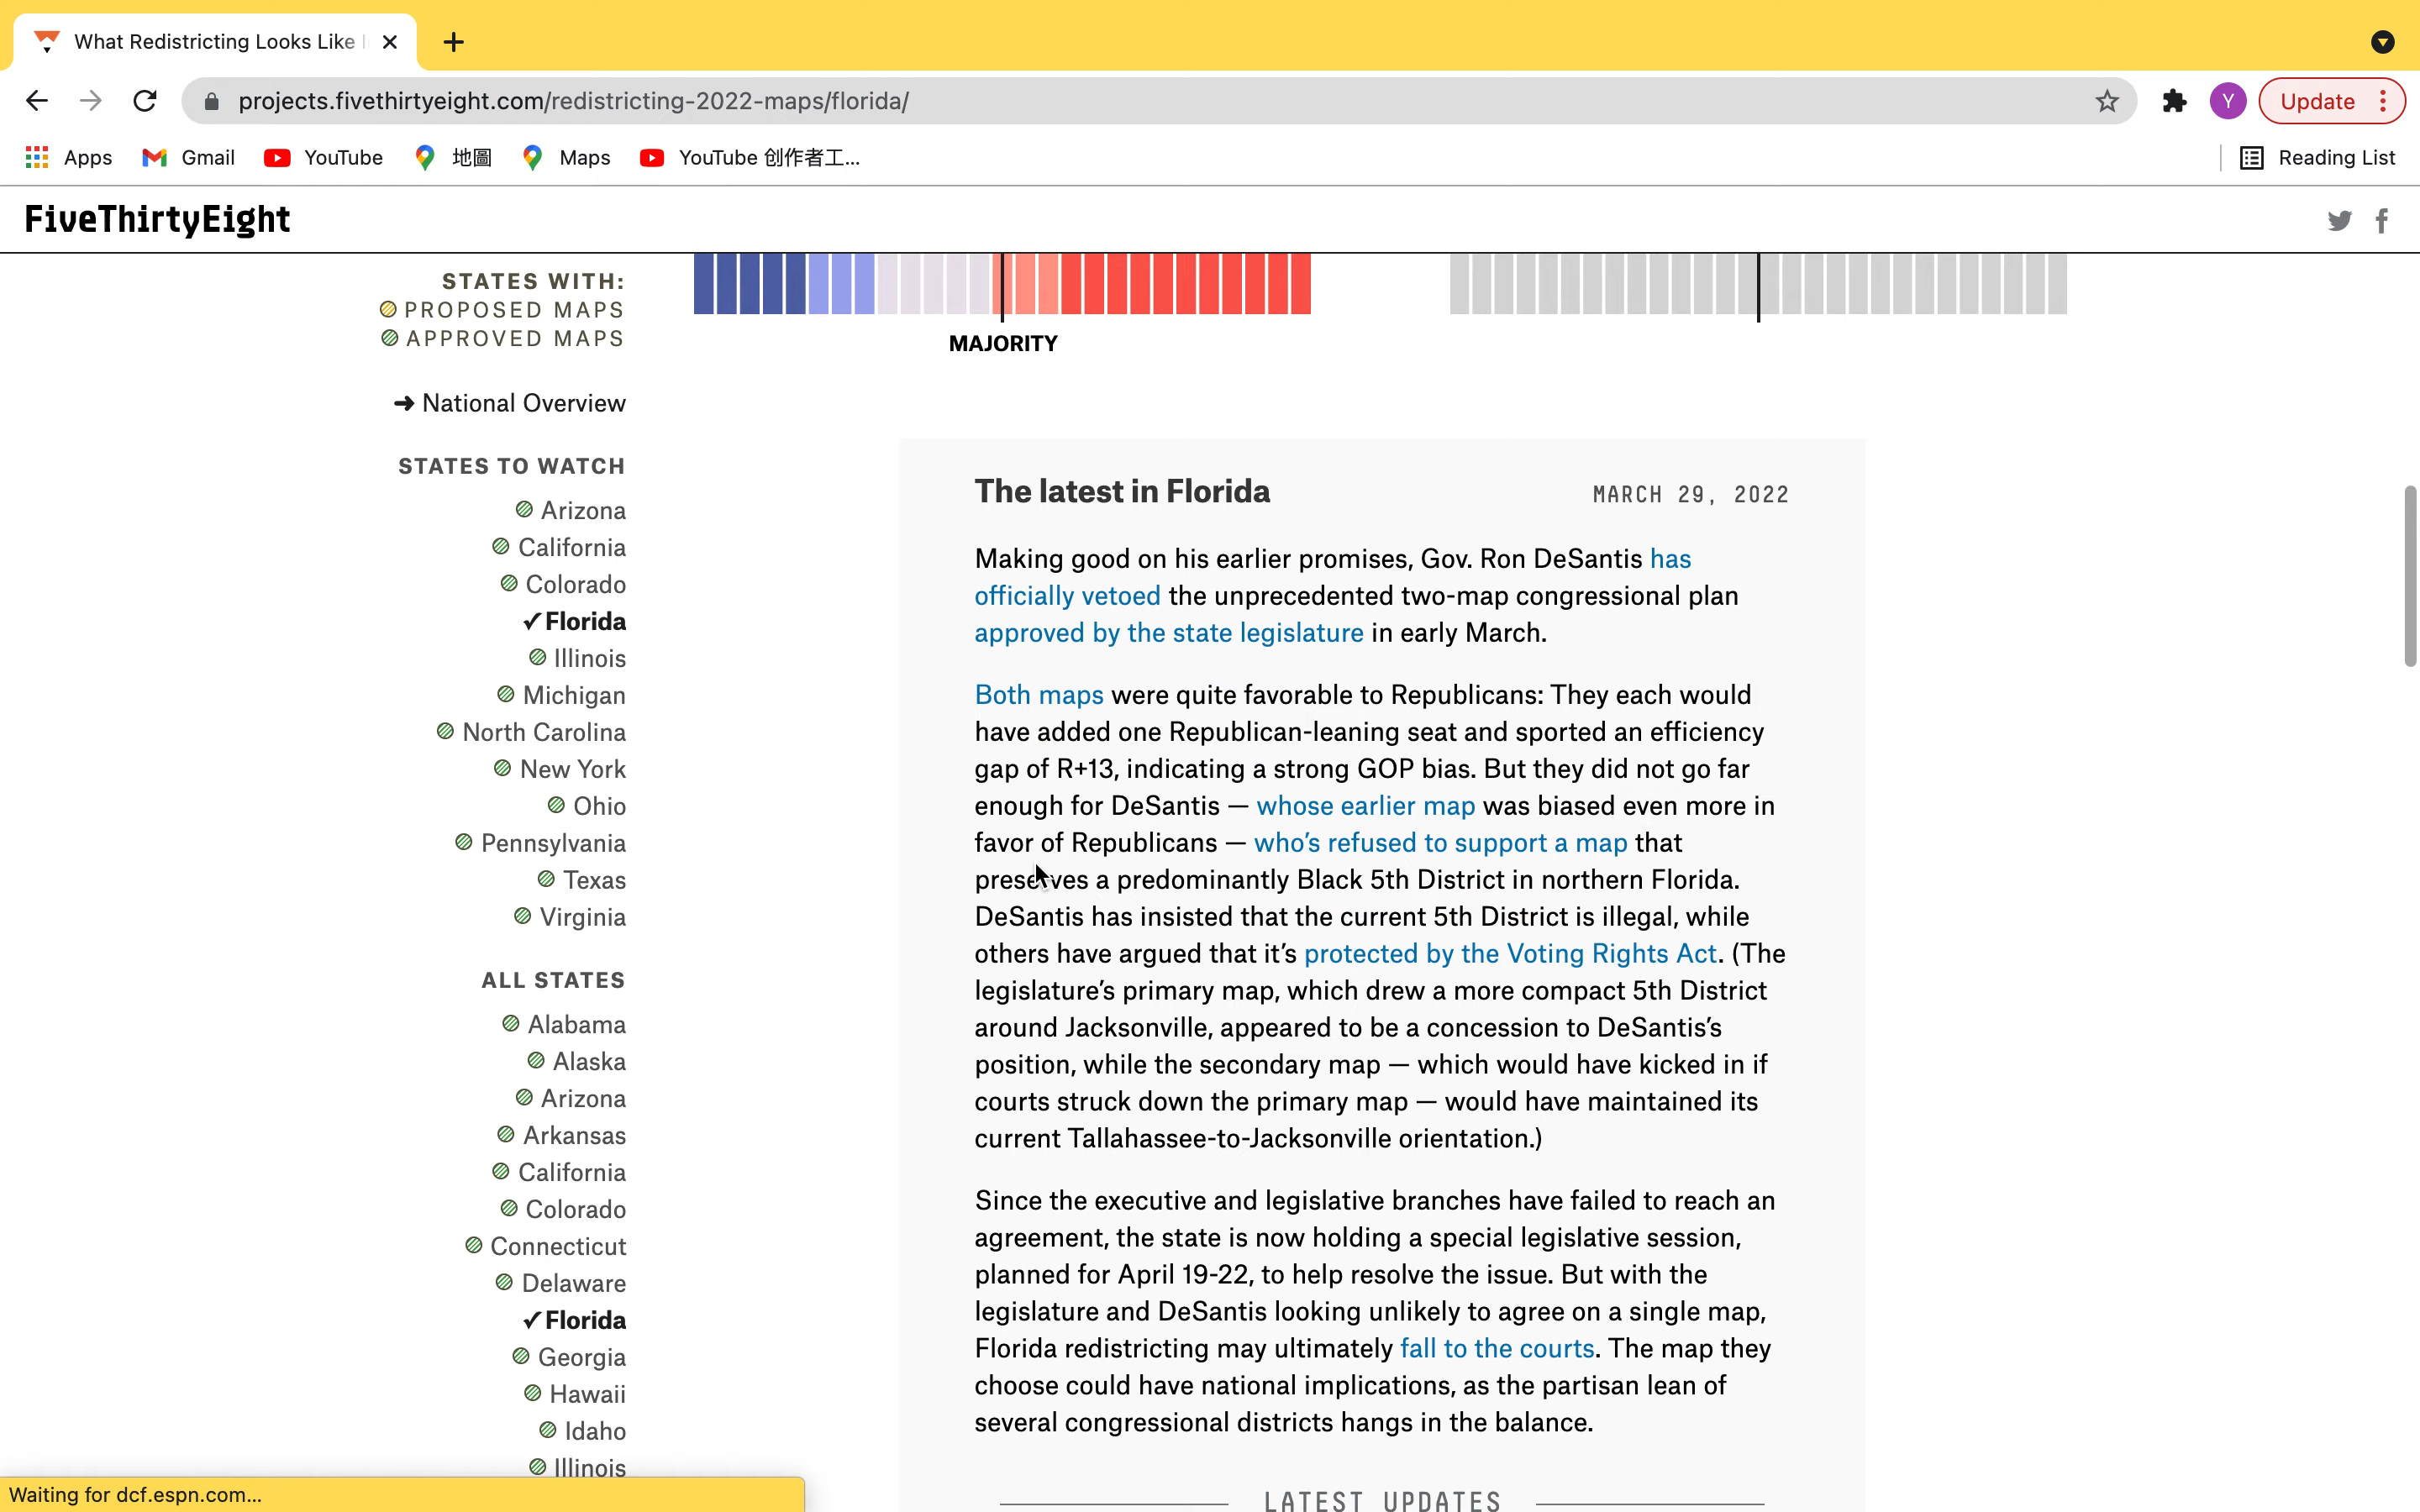 What Redistricting Looks Like
projects.fivethirtyeight.com/redistricting-2022-maps/florida/
Y
Update
Apps
Gmail
YouTube
地圖
Maps
YouTube 创作者工...
Reading List
FiveThirtyEight
STATES WITH:
PROPOSED MAPS
APPROVED MAPS
➔ National Overview
STATES TO WATCH
Arizona
California
Colorado
✓Florida
Illinois
Michigan
North Carolina
New York
Ohio
Pennsylvania
Texas
Virginia
ALL STATES
Alabama
Alaska
Arizona
Arkansas
California
Colorado
Connecticut
Delaware
✓Florida
Georgia
Hawaii
Idaho
Illinois
MAJORITY
The latest in Florida
MARCH 29, 2022
Making good on his earlier promises, Gov. Ron DeSantis has
officially vetoed the unprecedented two-map congressional plan
approved by the state legislature in early March.
Both maps were quite favorable to Republicans: They each would
have added one Republican-leaning seat and sported an efficiency
gap of R+13, indicating a strong GOP bias. But they did not go far
enough for DeSantis — whose earlier map was biased even more in
favor of Republicans — who's refused to support a map that
preserves a predominantly Black 5th District in northern Florida.
DeSantis has insisted that the current 5th District is illegal, while
others have argued that it's protected by the Voting Rights Act. (The
legislature's primary map, which drew a more compact 5th District
around Jacksonville, appeared to be a concession to DeSantis's
position, while the secondary map — which would have kicked in if
courts struck down the primary map — would have maintained its
current Tallahassee-to-Jacksonville orientation.)
Since the executive and legislative branches have failed to reach an
agreement, the state is now holding a special legislative session,
planned for April 19-22, to help resolve the issue. But with the
legislature and DeSantis looking unlikely to agree on a single map,
Florida redistricting may ultimately fall to the courts. The map they
choose could have national implications, as the partisan lean of
several congressional districts hangs in the balance.
LATEST UPDATES
Waiting for dcf.espn.com...